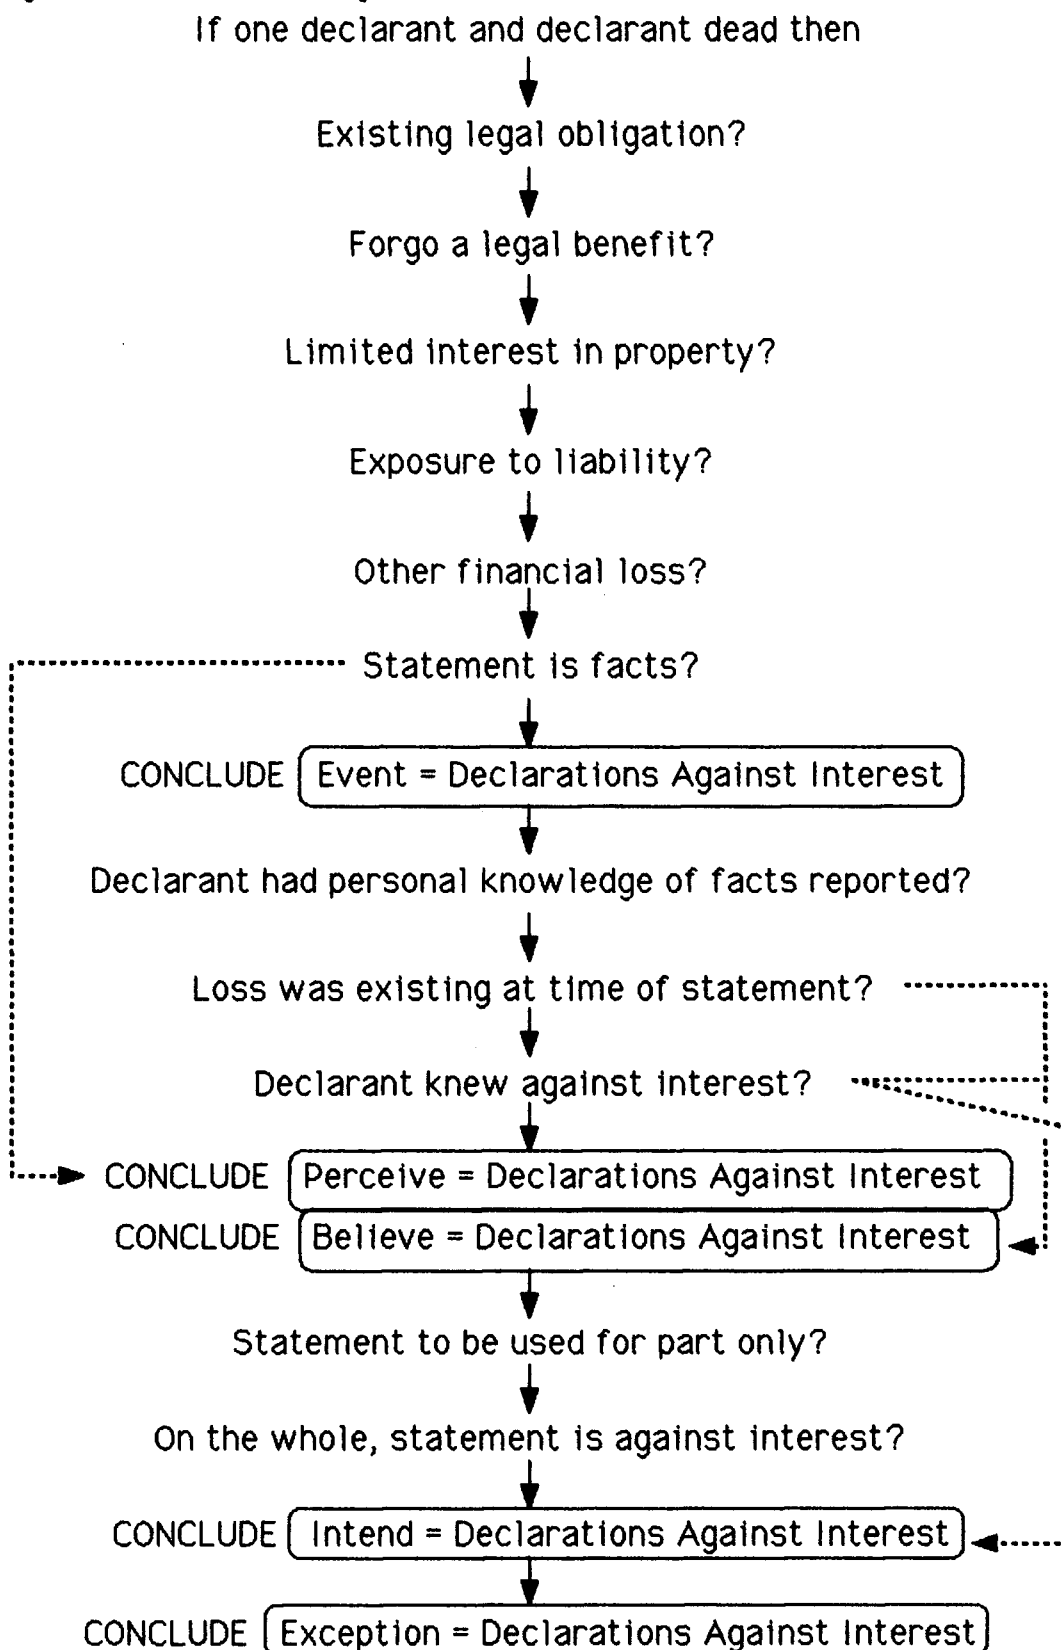 If one declarant and declarant dead then
Existing legal obligation?
Forgo a legal benefit?
Limited interest in property?
Exposure to liability?
Other financial loss?
Statement is facts?
CONCLUDE Event = Declarations Against Interest
Declarant had personal knowledge of facts reported?
Loss was existing at time of statement?
Declarant knew against interest?
CONCLUDE Perceive = Declarations Against Interest
CONCLUDE Believe = Declarations Against Interest
Statement to be used for part only?
On the whole, statement is against interest?
CONCLUDE Intend = Declarations Against Interest
CONCLUDE Exception = Declarations Against Interest